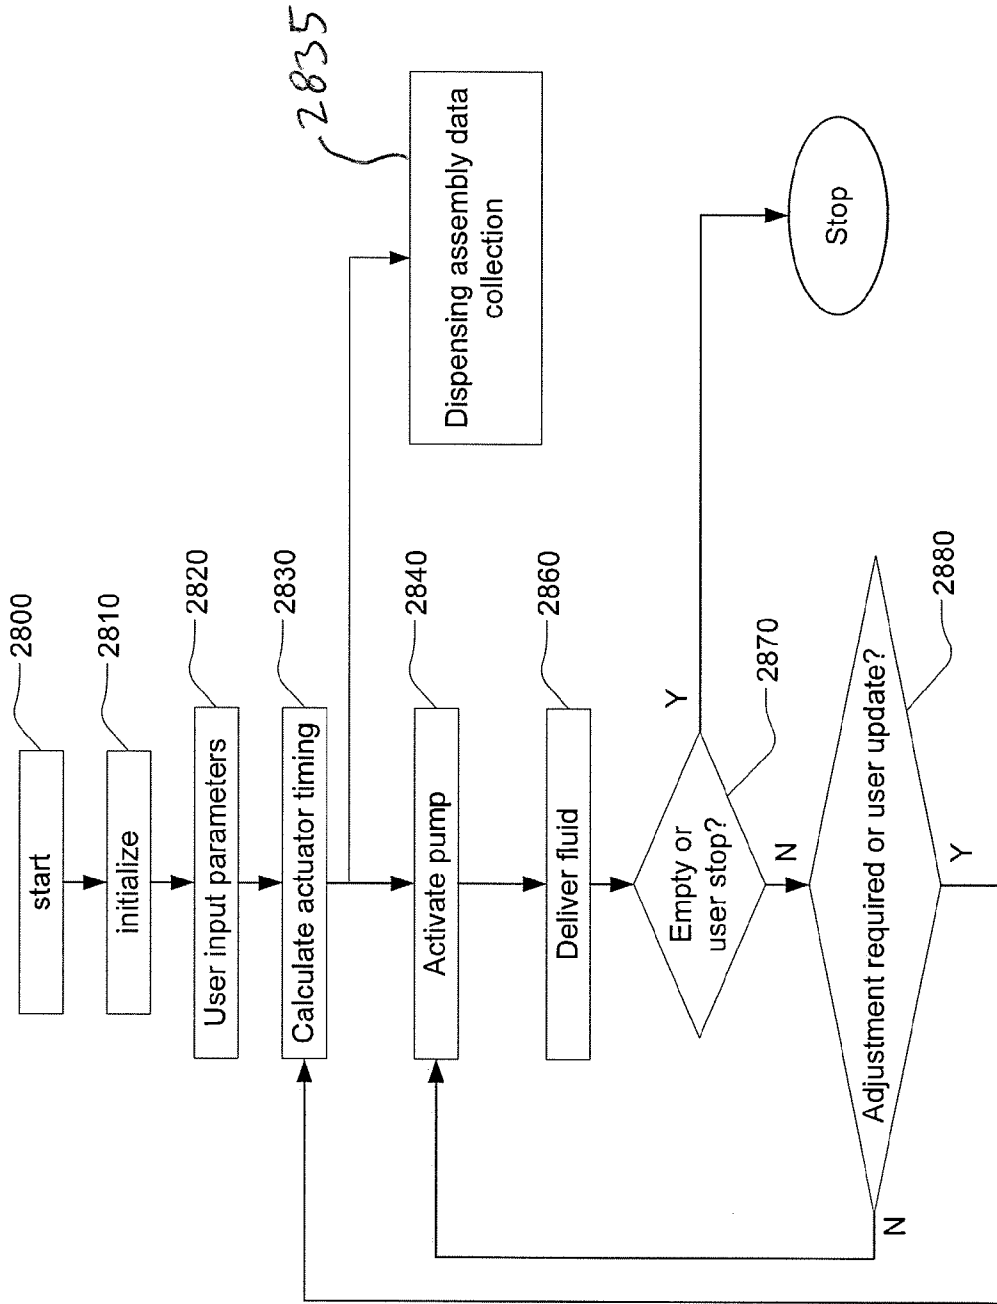 start
2800
initialize
2810
User input parameters
2820
Calculate actuator timing
2830
Dispensing assembly data
collection
2835
Activate pump
2840
Deliver fluid
2860
Empty or
user stop?
2870
Y
N
Stop
Adjustment required or user update?
2880
N
Y